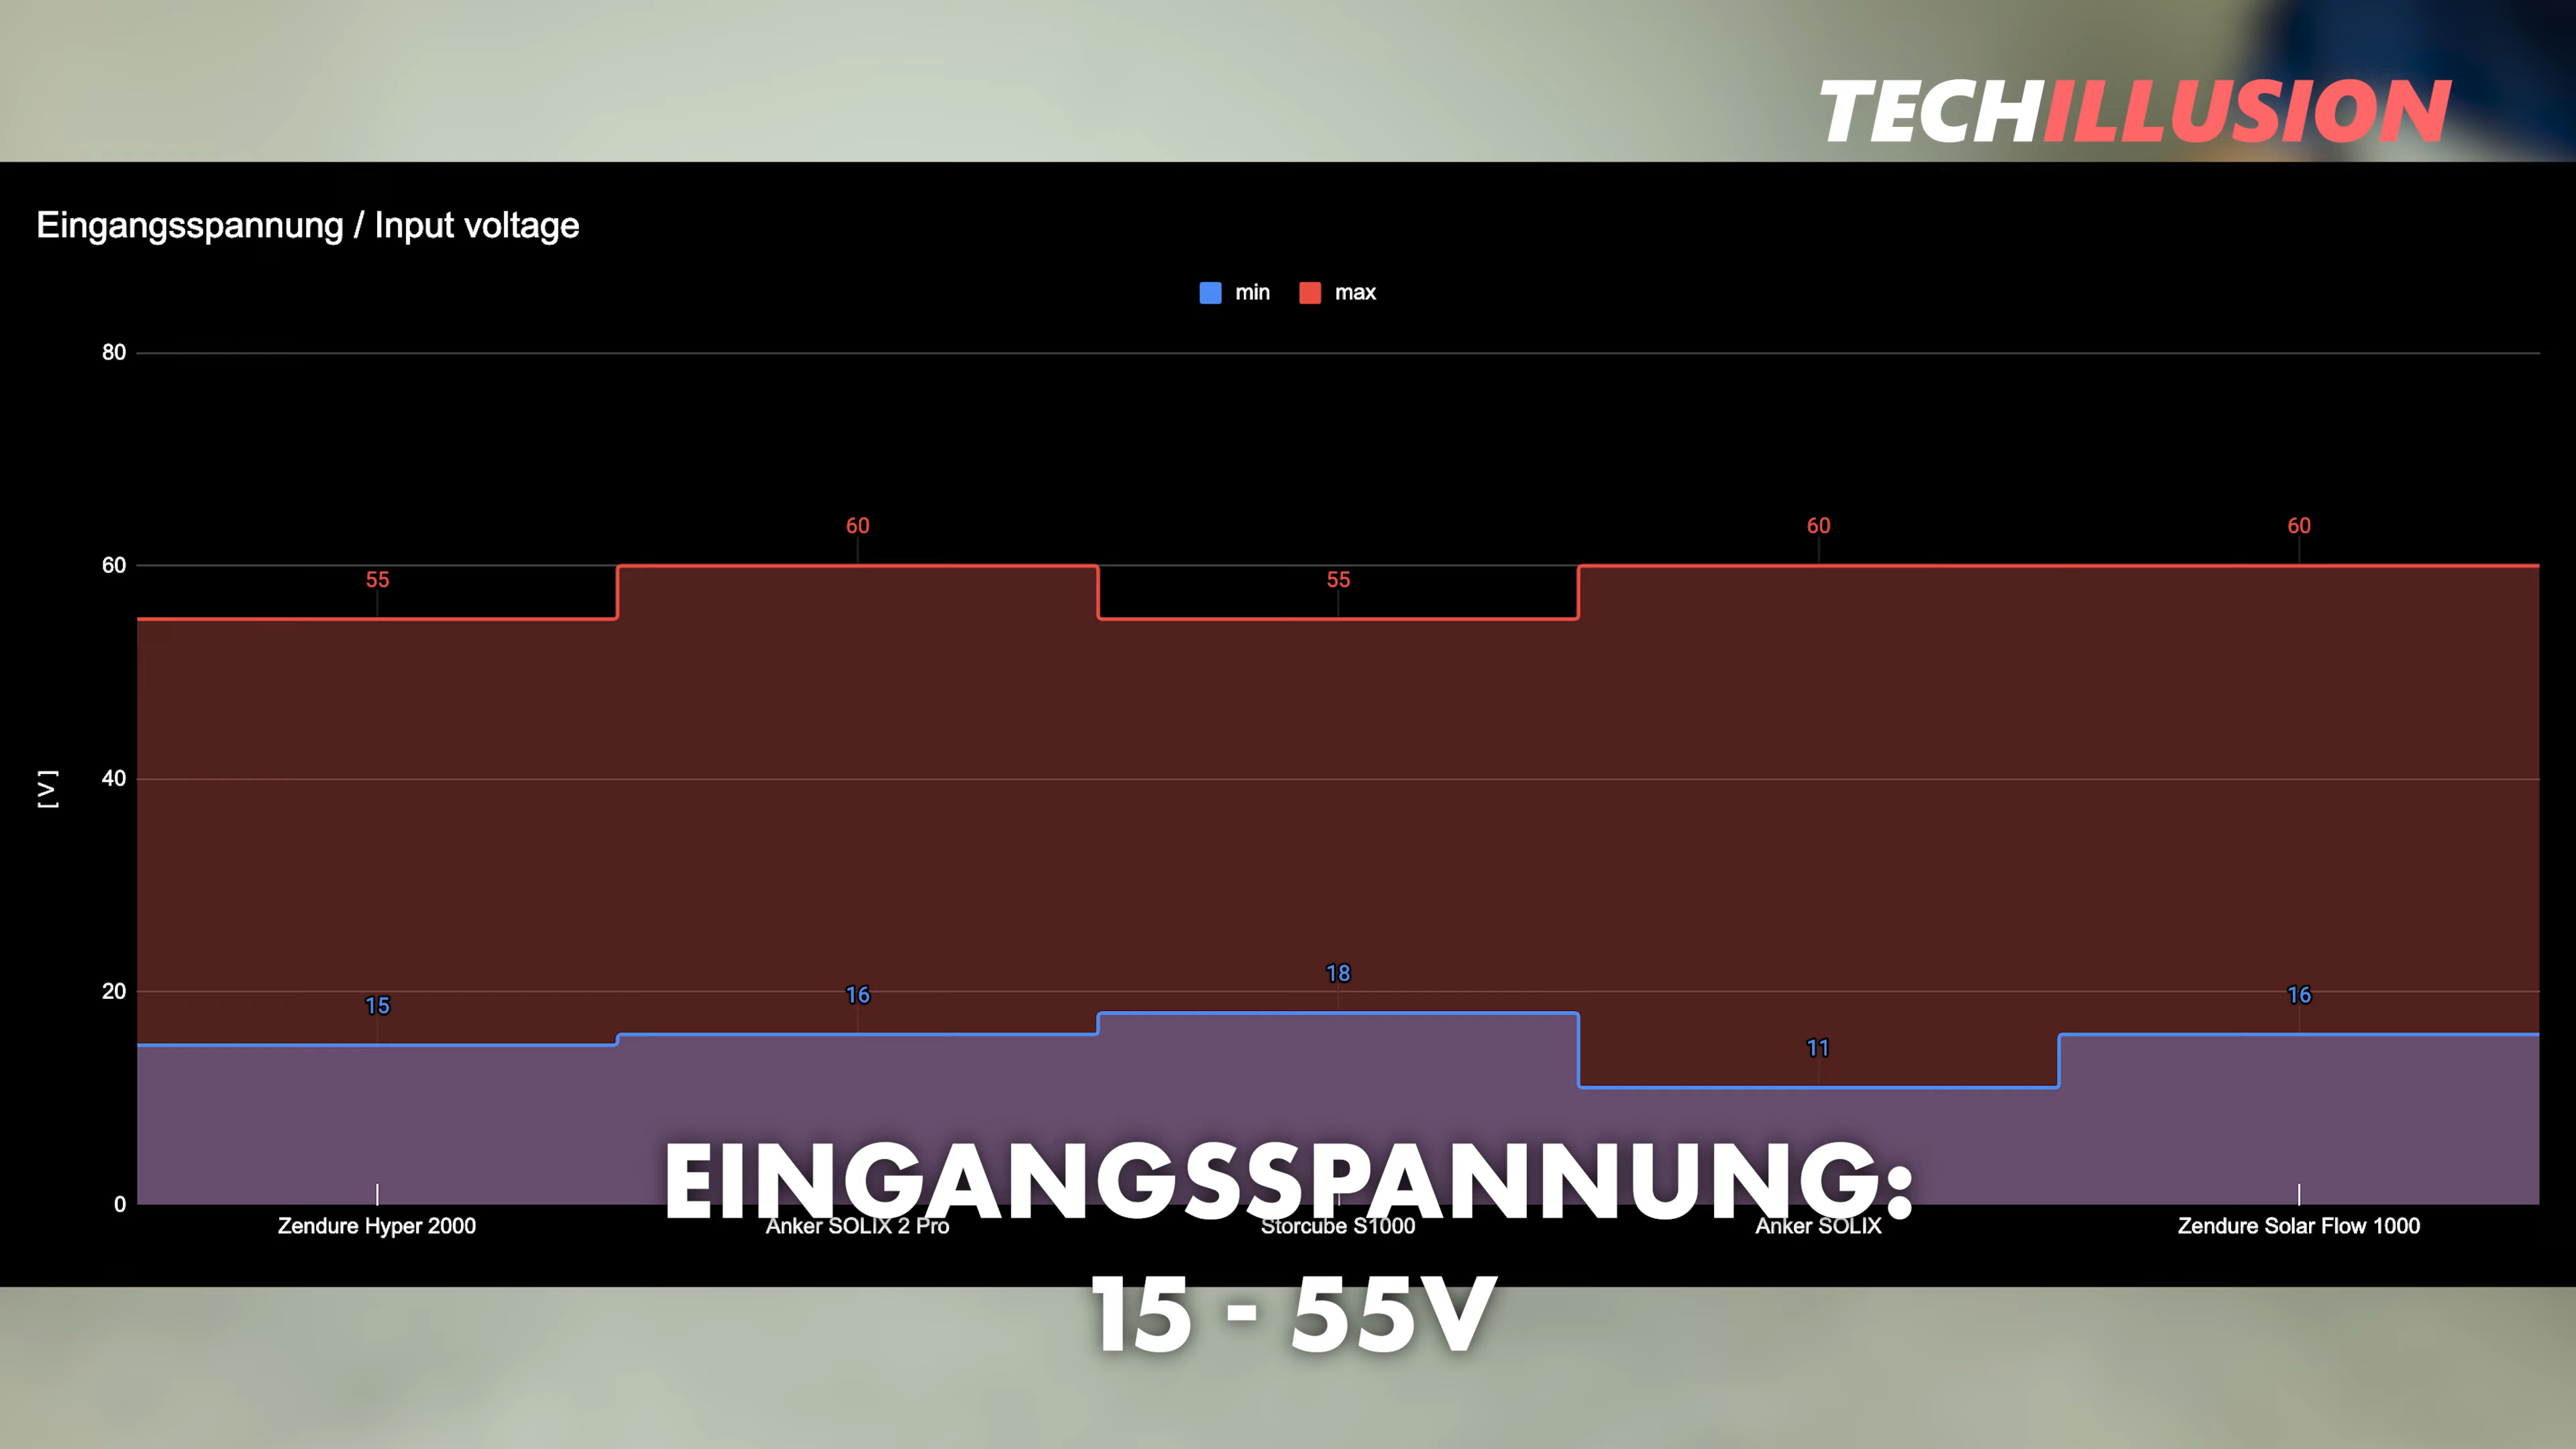 TECHILLUSION
Eingangsspannung / Input voltage
min max
80
60
40
20
0
[ V ]
55 60 55 60 60
15 16 18 11 16
Zendure Hyper 2000 Anker SOLIX 2 Pro Storcube S1000 Anker SOLIX Zendure Solar Flow 1000
EINGANGSSPANNUNG:
15 - 55V